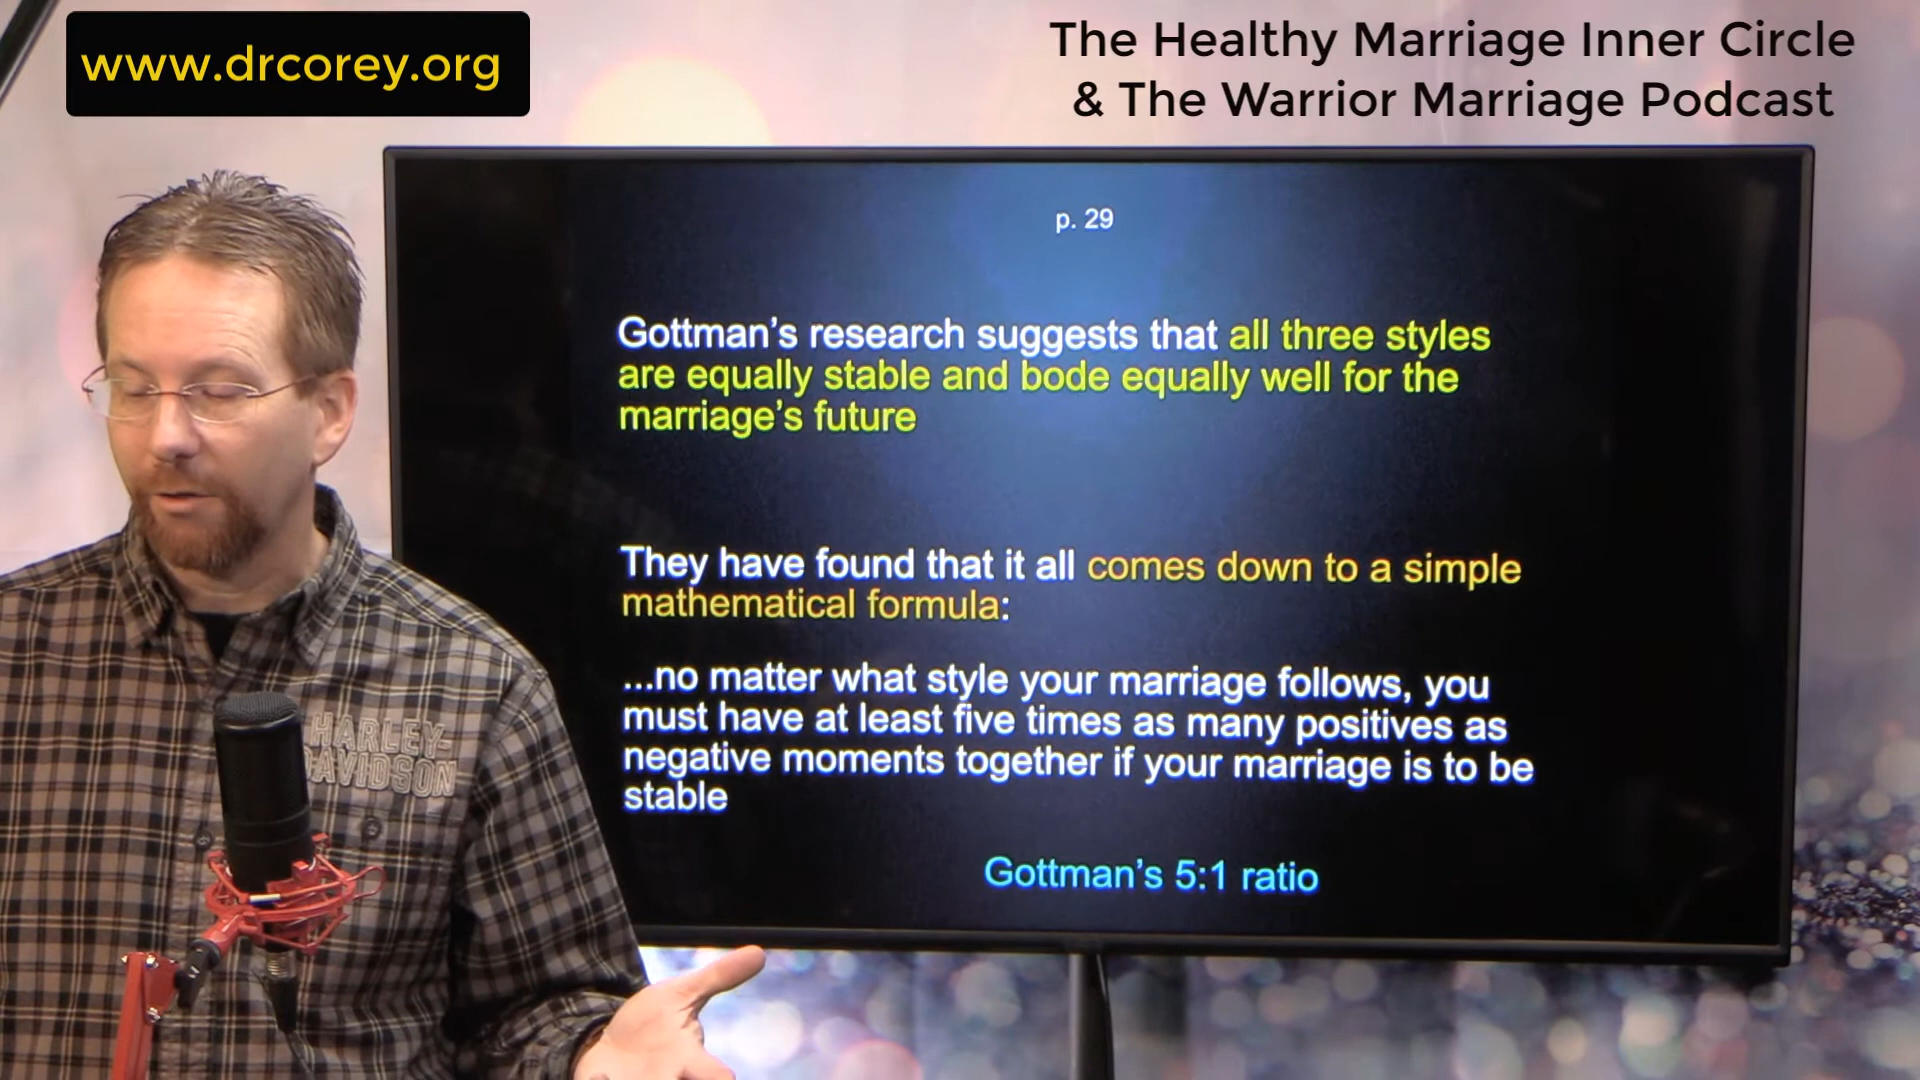 www.drcorey.org
The Healthy Marriage Inner Circle
& The Warrior Marriage Podcast
p. 29
Gottman's research suggests that all three styles
are equally stable and bode equally well for the
marriage's future
They have found that it all comes down to a simple
mathematical formula:
...no matter what style your marriage follows, you
must have at least five times as many positives as
negative moments together if your marriage is to be
stable
Gottman's 5:1 ratio
HARLEY-
DAVIDSON